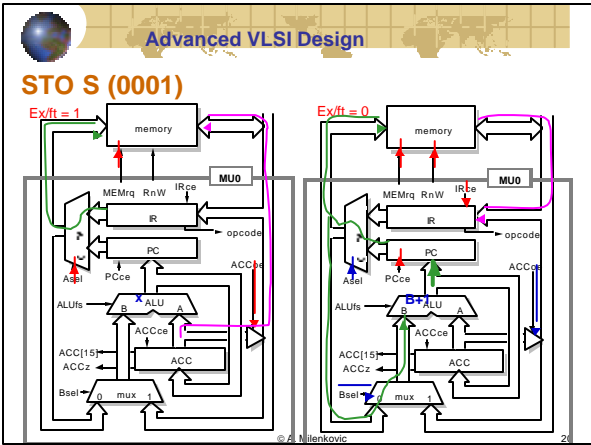 Advanced VLSI Design
STO S (0001)
Ex/ft = 1
memory
MU0
MEMrq RnW
IRce
IR
opcode
PC
Asel
PCce
ACCoe
x
ALUfs
B ALU A
ACCce
ACC[15]
ACCz
ACC
Bsel
0 mux 1
Ex/ft = 0
memory
MU0
MEMrq RnW
IRce
IR
opcode
PC
Asel
PCce
ACCoe
B+1
ALUfs
B ALU A
ACCce
ACC[15]
ACCz
ACC
Bsel
0 mux 1
© A. Milenkovic
20